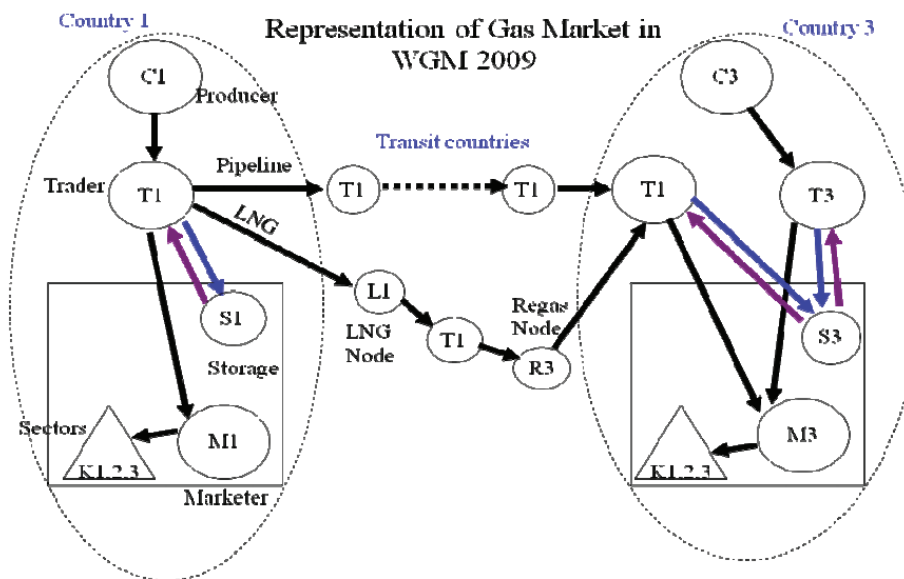 Country 1
Representation of Gas Market in
WGM 2009
Country 3
C1
Producer
C3
Transit countries
Trader
T1
Pipeline
T1
T1
T1
T3
LNG
L1
LNG
Node
T1
Regas
Node
R3
S1
Storage
S3
Sectors
K1,2,3
M1
Marketer
K1,2,3
M3